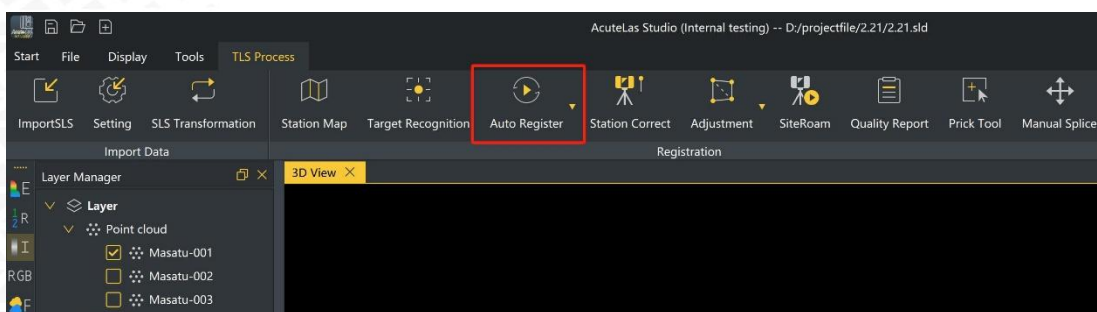 AcuteLas Studio (Internal testing) -- D:/projectfile/2.21/2.21.sld
Start File Display Tools TLS Process
ImportSLS Setting SLS Transformation Station Map Target Recognition Auto Register Station Correct Adjustment SiteRoam Quality Report Prick Tool Manual Splice
Import Data Registration
Layer Manager 3D View
E
Layer
1/2 R
Point cloud
I
Masatu-001
RGB
Masatu-002
F
Masatu-003